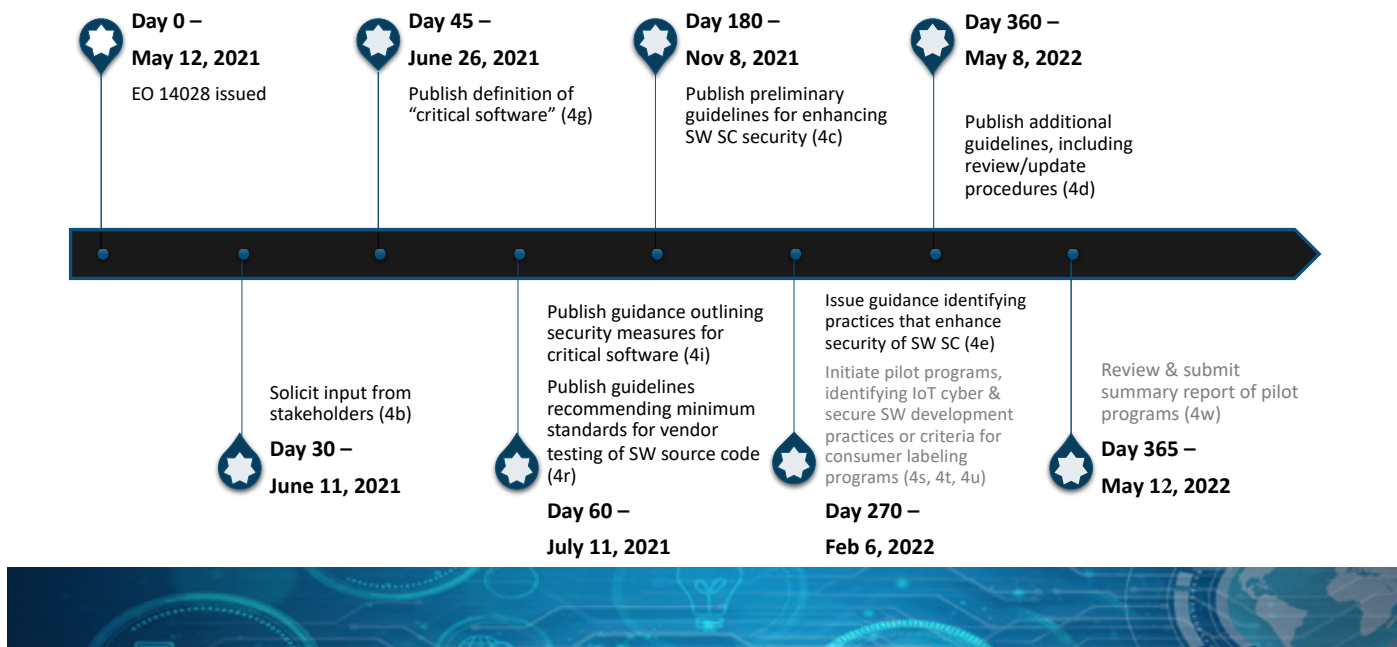 Day 0 –
May 12, 2021
EO 14028 issued
Day 45 –
June 26, 2021
Publish definition of
“critical software” (4g)
Day 180 –
Nov 8, 2021
Publish preliminary
guidelines for enhancing
SW SC security (4c)
Day 360 –
May 8, 2022
Publish additional
guidelines, including
review/update
procedures (4d)
Solicit input from
stakeholders (4b)
Day 30 –
June 11, 2021
Publish guidance outlining
security measures for
critical software (4i)
Publish guidelines
recommending minimum
standards for vendor
testing of SW source code
(4r)
Day 60 –
July 11, 2021
Issue guidance identifying
practices that enhance
security of SW SC (4e)
Initiate pilot programs,
identifying IoT cyber &
secure SW development
practices or criteria for
consumer labeling
programs (4s, 4t, 4u)
Day 270 –
Feb 6, 2022
Review & submit
summary report of pilot
programs (4w)
Day 365 –
May 12, 2022